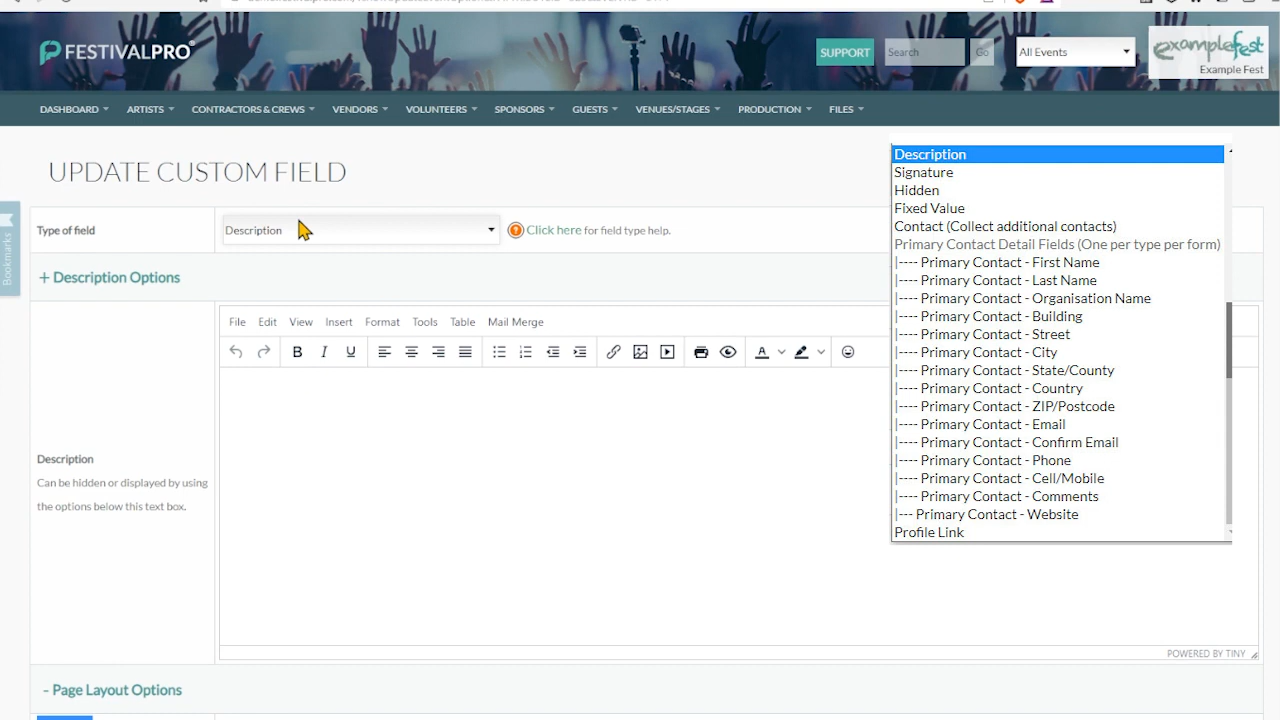 FESTIVALPRO®
SUPPORT
Search
Go
All Events
examplefest
Example Fest
DASHBOARD
ARTISTS
CONTRACTORS & CREWS
VENDORS
VOLUNTEERS
SPONSORS
GUESTS
VENUES/STAGES
PRODUCTION
FILES
UPDATE CUSTOM FIELD
Bookmarks
Type of field
Description
Click here for field type help.
+ Description Options
File Edit View Insert Format Tools Table Mail Merge
Description
Can be hidden or displayed by using
the options below this text box.
POWERED BY TINY
- Page Layout Options
Description
Signature
Hidden
Fixed Value
Contact (Collect additional contacts)
Primary Contact Detail Fields (One per type per form)
|---- Primary Contact - First Name
|---- Primary Contact - Last Name
|---- Primary Contact - Organisation Name
|---- Primary Contact - Building
|---- Primary Contact - Street
|---- Primary Contact - City
|---- Primary Contact - State/County
|---- Primary Contact - Country
|---- Primary Contact - ZIP/Postcode
|---- Primary Contact - Email
|---- Primary Contact - Confirm Email
|---- Primary Contact - Phone
|---- Primary Contact - Cell/Mobile
|---- Primary Contact - Comments
|--- Primary Contact - Website
Profile Link